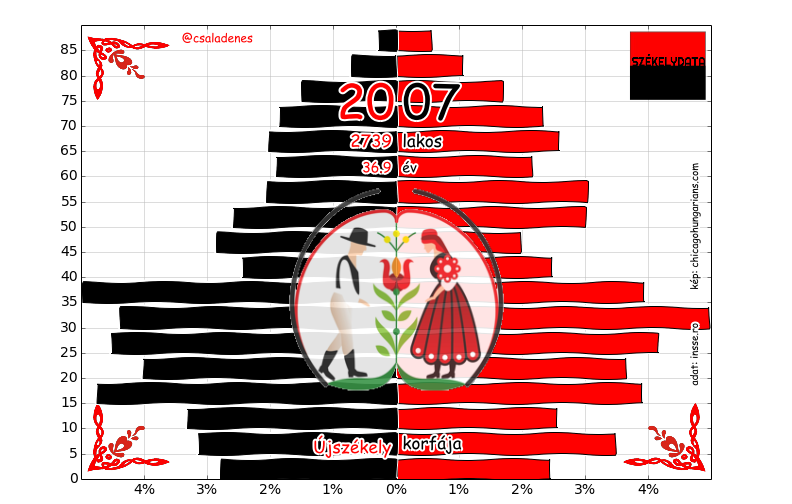 @csaladenes
SZÉKELYDATA
2007
2739 lakos
36.9 év
kép: chicagohungarians.com
adat: insse.ro
Újszékely korfája
85
80
75
70
65
60
55
50
45
40
35
30
25
20
15
10
5
0
4% 3% 2% 1% 0% 1% 2% 3% 4%